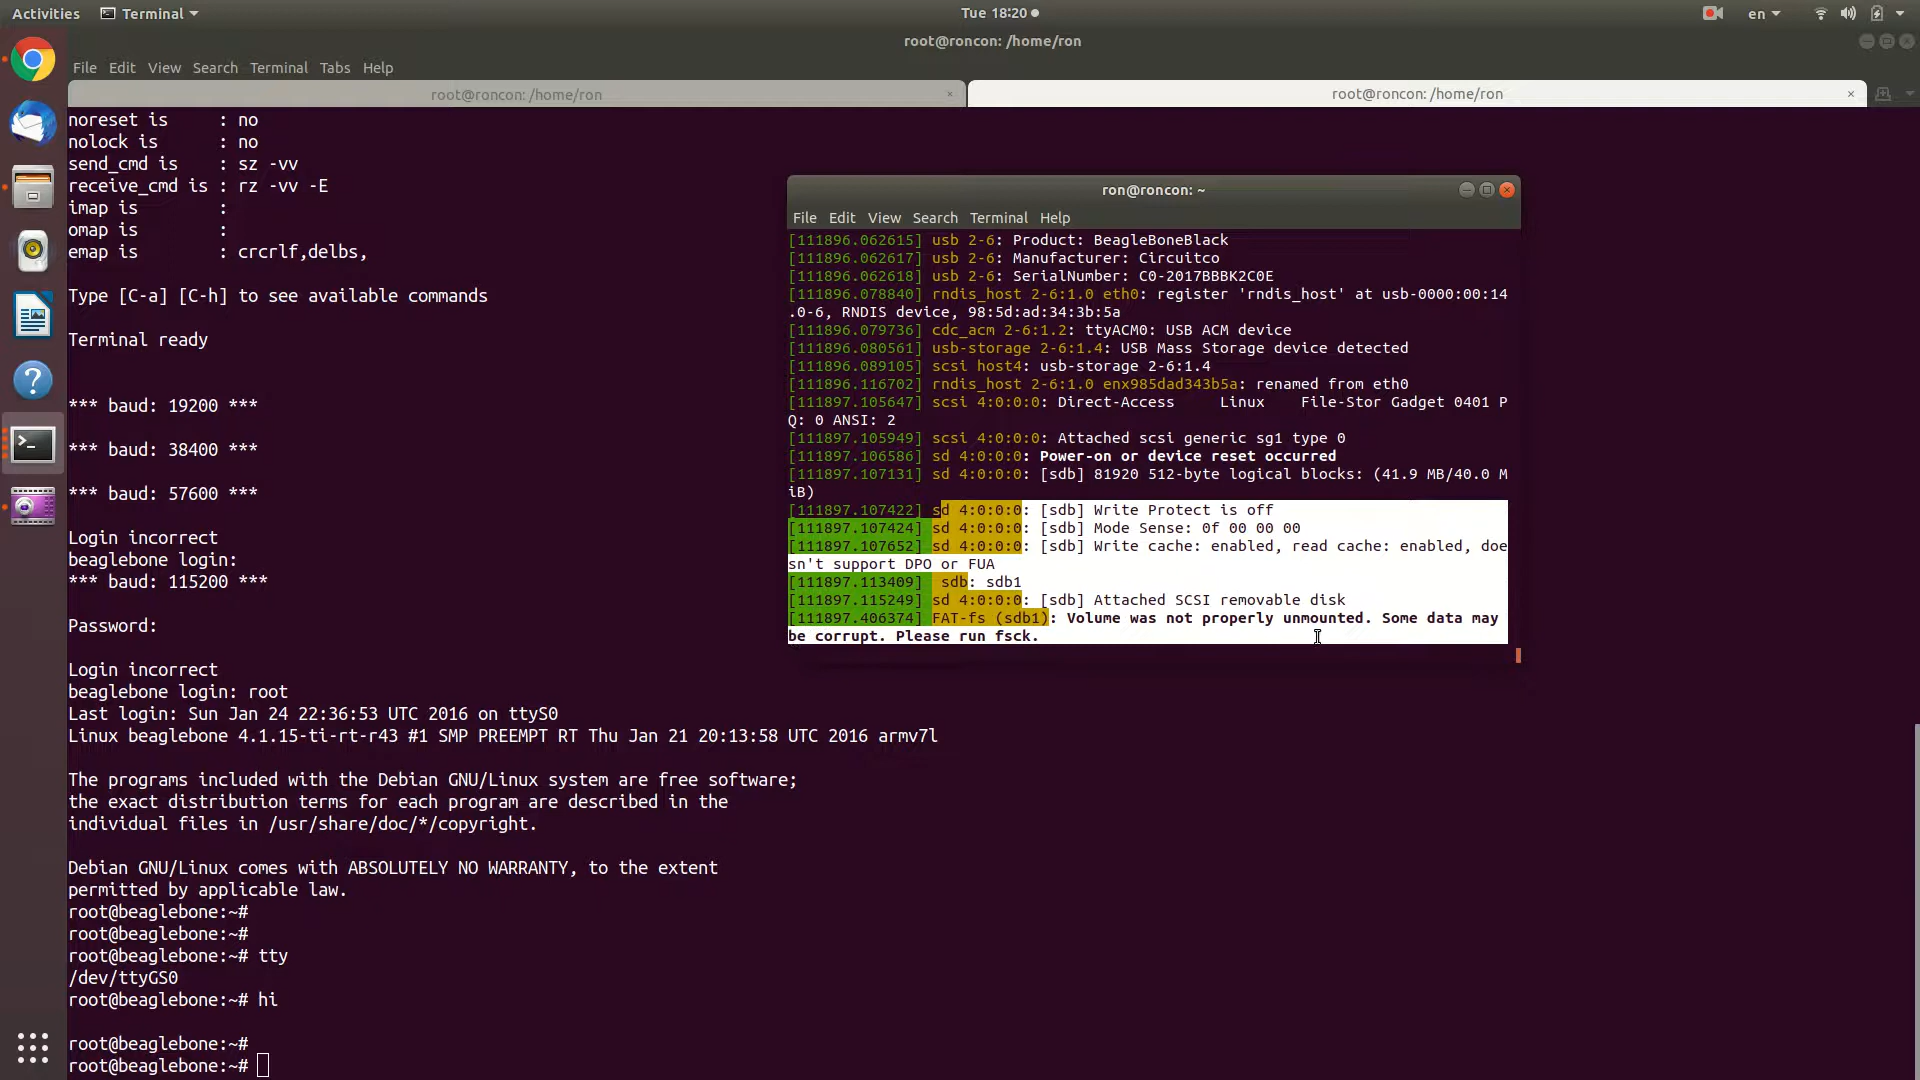 Activities
Terminal
Tue 18:20
en
root@roncon: /home/ron
File Edit View Search Terminal Tabs Help
root@roncon: /home/ron
root@roncon: /home/ron
noreset is : no
nolock is : no
send_cmd is : sz -vv
receive_cmd is : rz -vv -E
imap is :
omap is :
emap is : crcrlf,delbs,
Type [C-a] [C-h] to see available commands
Terminal ready
*** baud: 19200 ***
*** baud: 38400 ***
*** baud: 57600 ***
Login incorrect
beaglebone login:
*** baud: 115200 ***
Password:
Login incorrect
beaglebone login: root
Last login: Sun Jan 24 22:36:53 UTC 2016 on ttyS0
Linux beaglebone 4.1.15-ti-rt-r43 #1 SMP PREEMPT RT Thu Jan 21 20:13:58 UTC 2016 armv7l
The programs included with the Debian GNU/Linux system are free software;
the exact distribution terms for each program are described in the
individual files in /usr/share/doc/*/copyright.
Debian GNU/Linux comes with ABSOLUTELY NO WARRANTY, to the extent
permitted by applicable law.
root@beaglebone:~#
root@beaglebone:~#
root@beaglebone:~# tty
/dev/ttyGS0
root@beaglebone:~# hi
root@beaglebone:~#
root@beaglebone:~#
ron@roncon: ~
File Edit View Search Terminal Help
[111896.062615] usb 2-6: Product: BeagleBoneBlack
[111896.062617] usb 2-6: Manufacturer: Circuitco
[111896.062618] usb 2-6: SerialNumber: C0-2017BBBK2C0E
[111896.078840] rndis_host 2-6:1.0 eth0: register 'rndis_host' at usb-0000:00:14
.0-6, RNDIS device, 98:5d:ad:34:3b:5a
[111896.079736] cdc_acm 2-6:1.2: ttyACM0: USB ACM device
[111896.080561] usb-storage 2-6:1.4: USB Mass Storage device detected
[111896.089105] scsi host4: usb-storage 2-6:1.4
[111896.116702] rndis_host 2-6:1.0 enx985dad343b5a: renamed from eth0
[111897.105647] scsi 4:0:0:0: Direct-Access Linux File-Stor Gadget 0401 P
Q: 0 ANSI: 2
[111897.105949] scsi 4:0:0:0: Attached scsi generic sg1 type 0
[111897.106586] sd 4:0:0:0: Power-on or device reset occurred
[111897.107131] sd 4:0:0:0: [sdb] 81920 512-byte logical blocks: (41.9 MB/40.0 M
iB)
[111897.107422] sd 4:0:0:0: [sdb] Write Protect is off
[111897.107424] sd 4:0:0:0: [sdb] Mode Sense: 0f 00 00 00
[111897.107652] sd 4:0:0:0: [sdb] Write cache: enabled, read cache: enabled, doe
sn't support DPO or FUA
[111897.113409] sdb: sdb1
[111897.115249] sd 4:0:0:0: [sdb] Attached SCSI removable disk
[111897.406374] FAT-fs (sdb1): Volume was not properly unmounted. Some data may
be corrupt. Please run fsck.